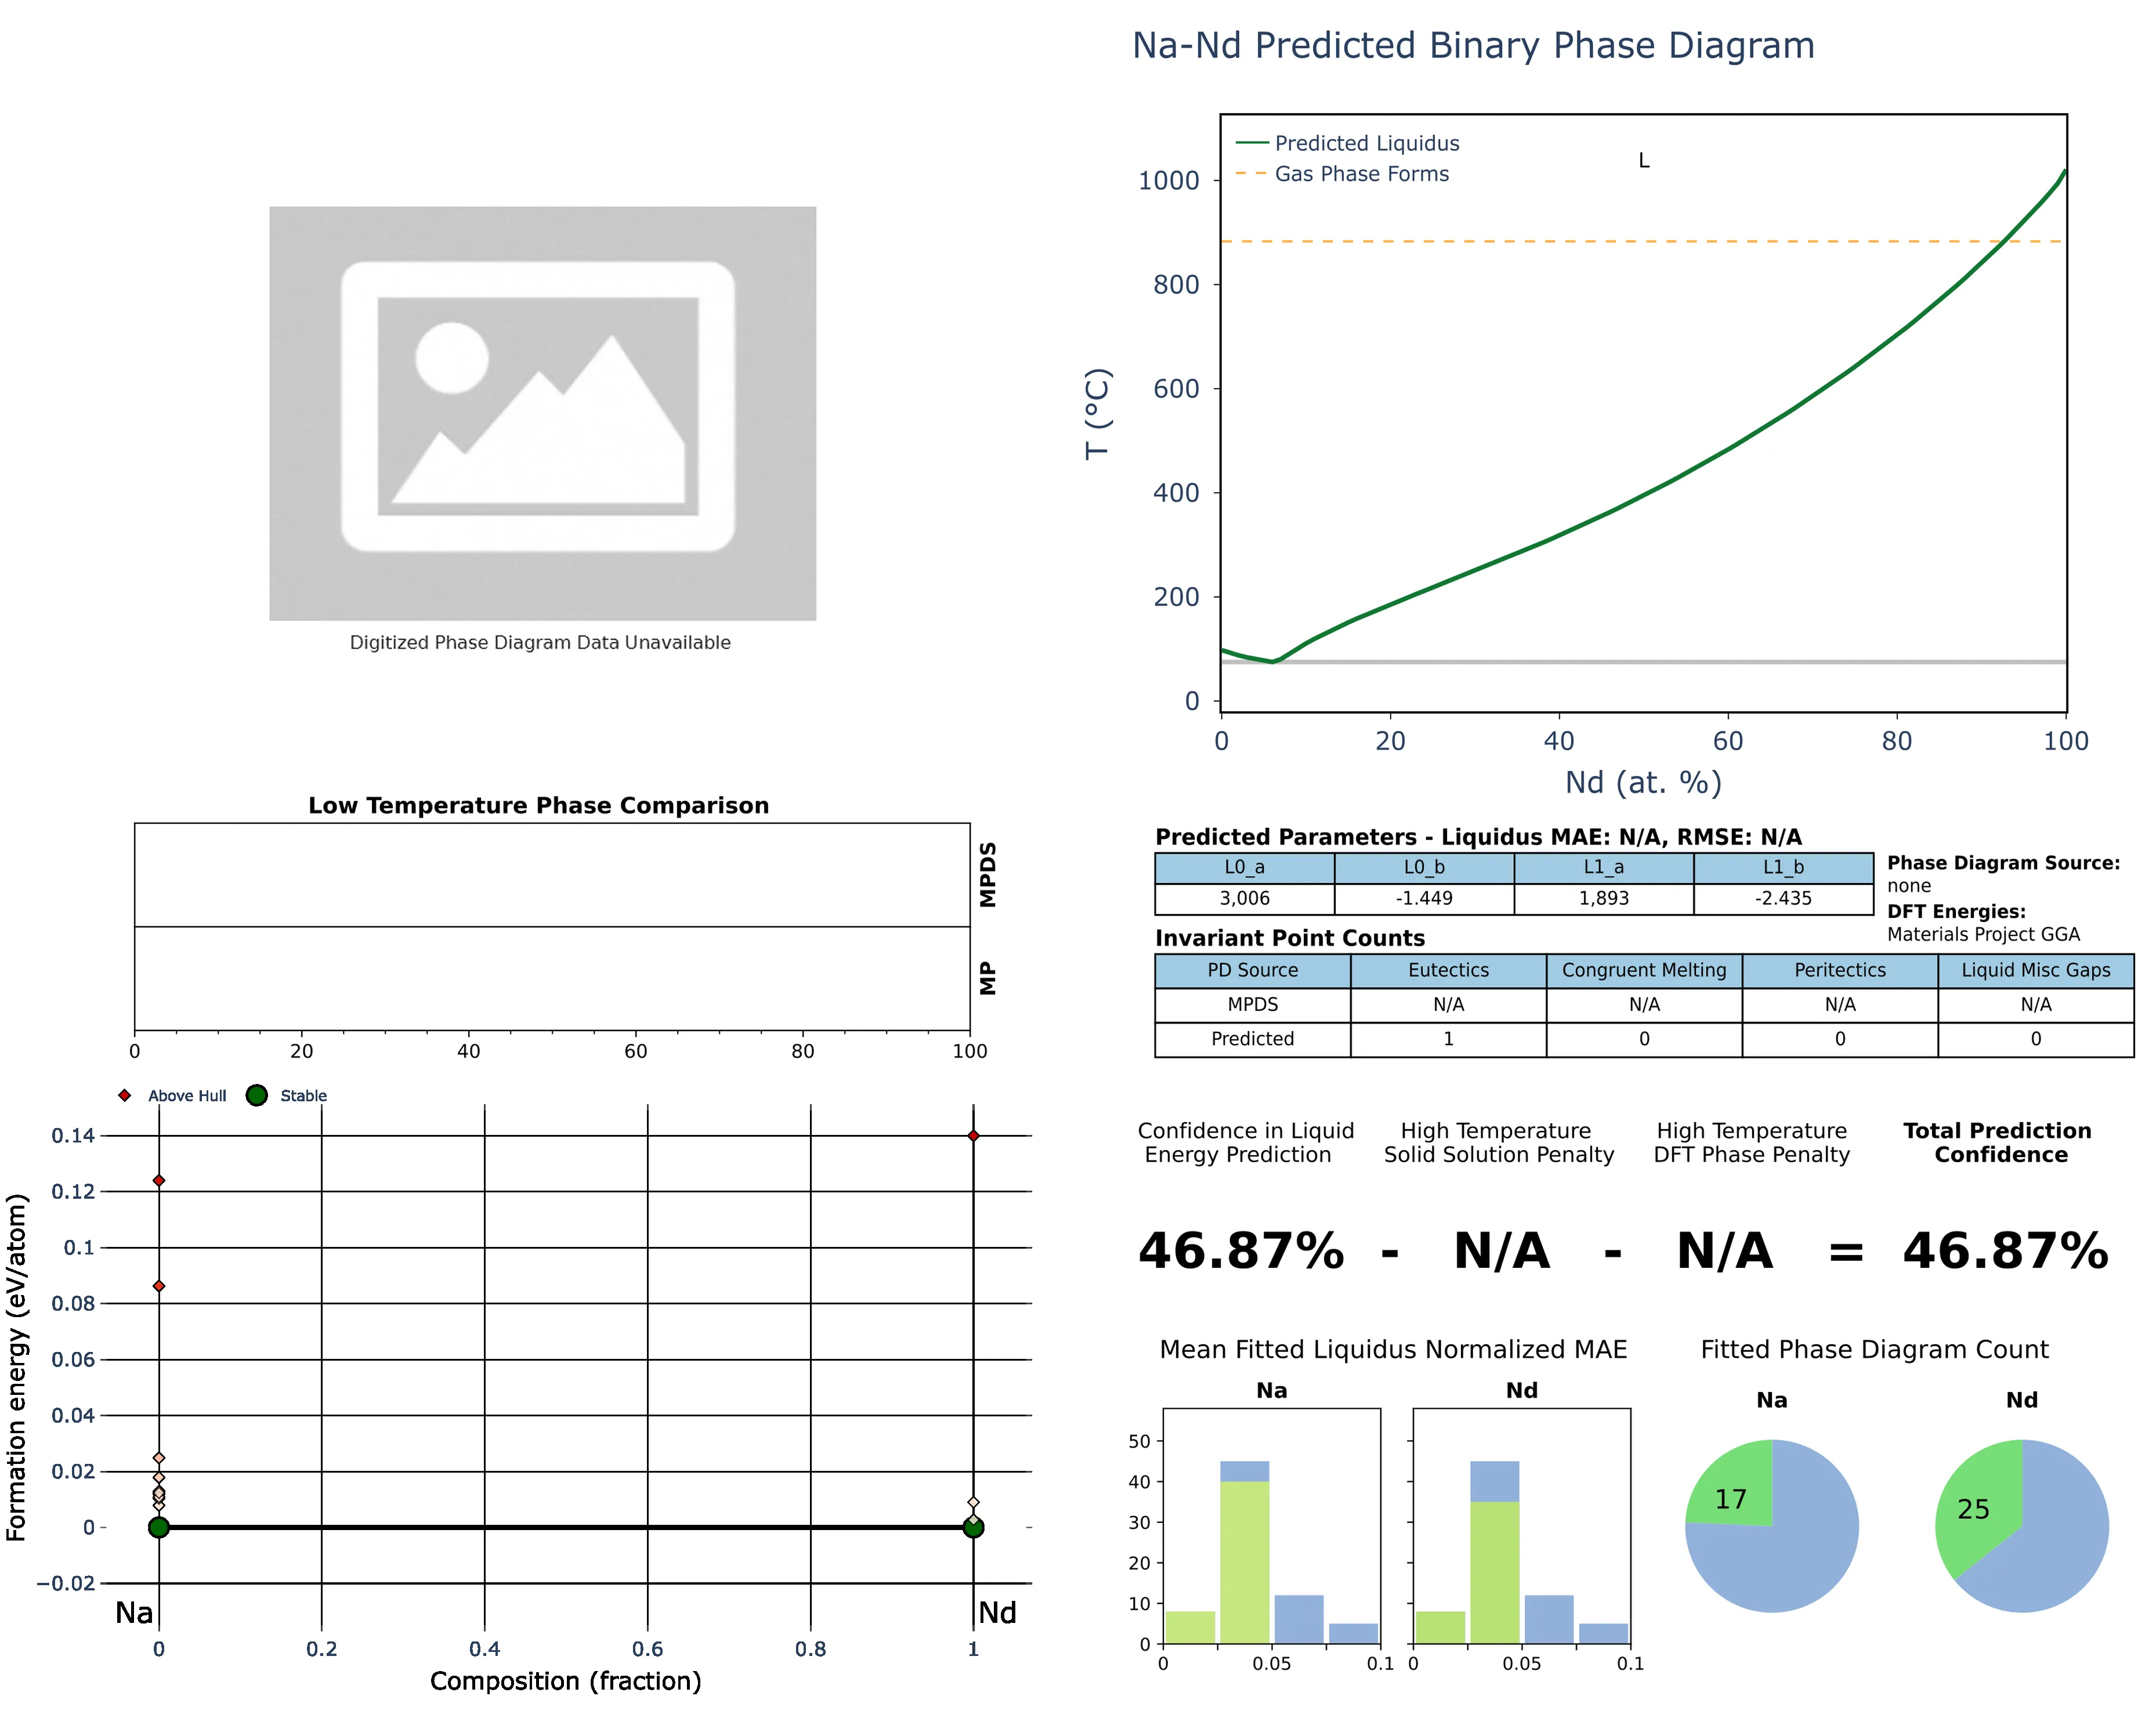 Na-Nd Predicted Binary Phase Diagram
Predicted Liquidus
Gas Phase Forms
L
1000
800
600
400
200
0
T (°C)
0 20 40 60 80 100
Nd (at. %)
Digitized Phase Diagram Data Unavailable
Low Temperature Phase Comparison
MPDS
MP
0 20 40 60 80 100
Predicted Parameters - Liquidus MAE: N/A, RMSE: N/A
L0_a L0_b L1_a L1_b
3,006 -1.449 1,893 -2.435
Phase Diagram Source:
none
DFT Energies:
Materials Project GGA
Invariant Point Counts
PD Source Eutectics Congruent Melting Peritectics Liquid Misc Gaps
MPDS N/A N/A N/A N/A
Predicted 1 0 0 0
Above Hull Stable
0.14
0.12
0.1
0.08
0.06
0.04
0.02
0
−0.02
Formation energy (eV/atom)
Na Nd
0 0.2 0.4 0.6 0.8 1
Composition (fraction)
Confidence in Liquid
Energy Prediction
High Temperature
Solid Solution Penalty
High Temperature
DFT Phase Penalty
Total Prediction
Confidence
46.87% - N/A - N/A = 46.87%
Mean Fitted Liquidus Normalized MAE
Na Nd
50
40
30
20
10
0
0 0.05 0.1 0 0.05 0.1
Fitted Phase Diagram Count
Na Nd
17 25